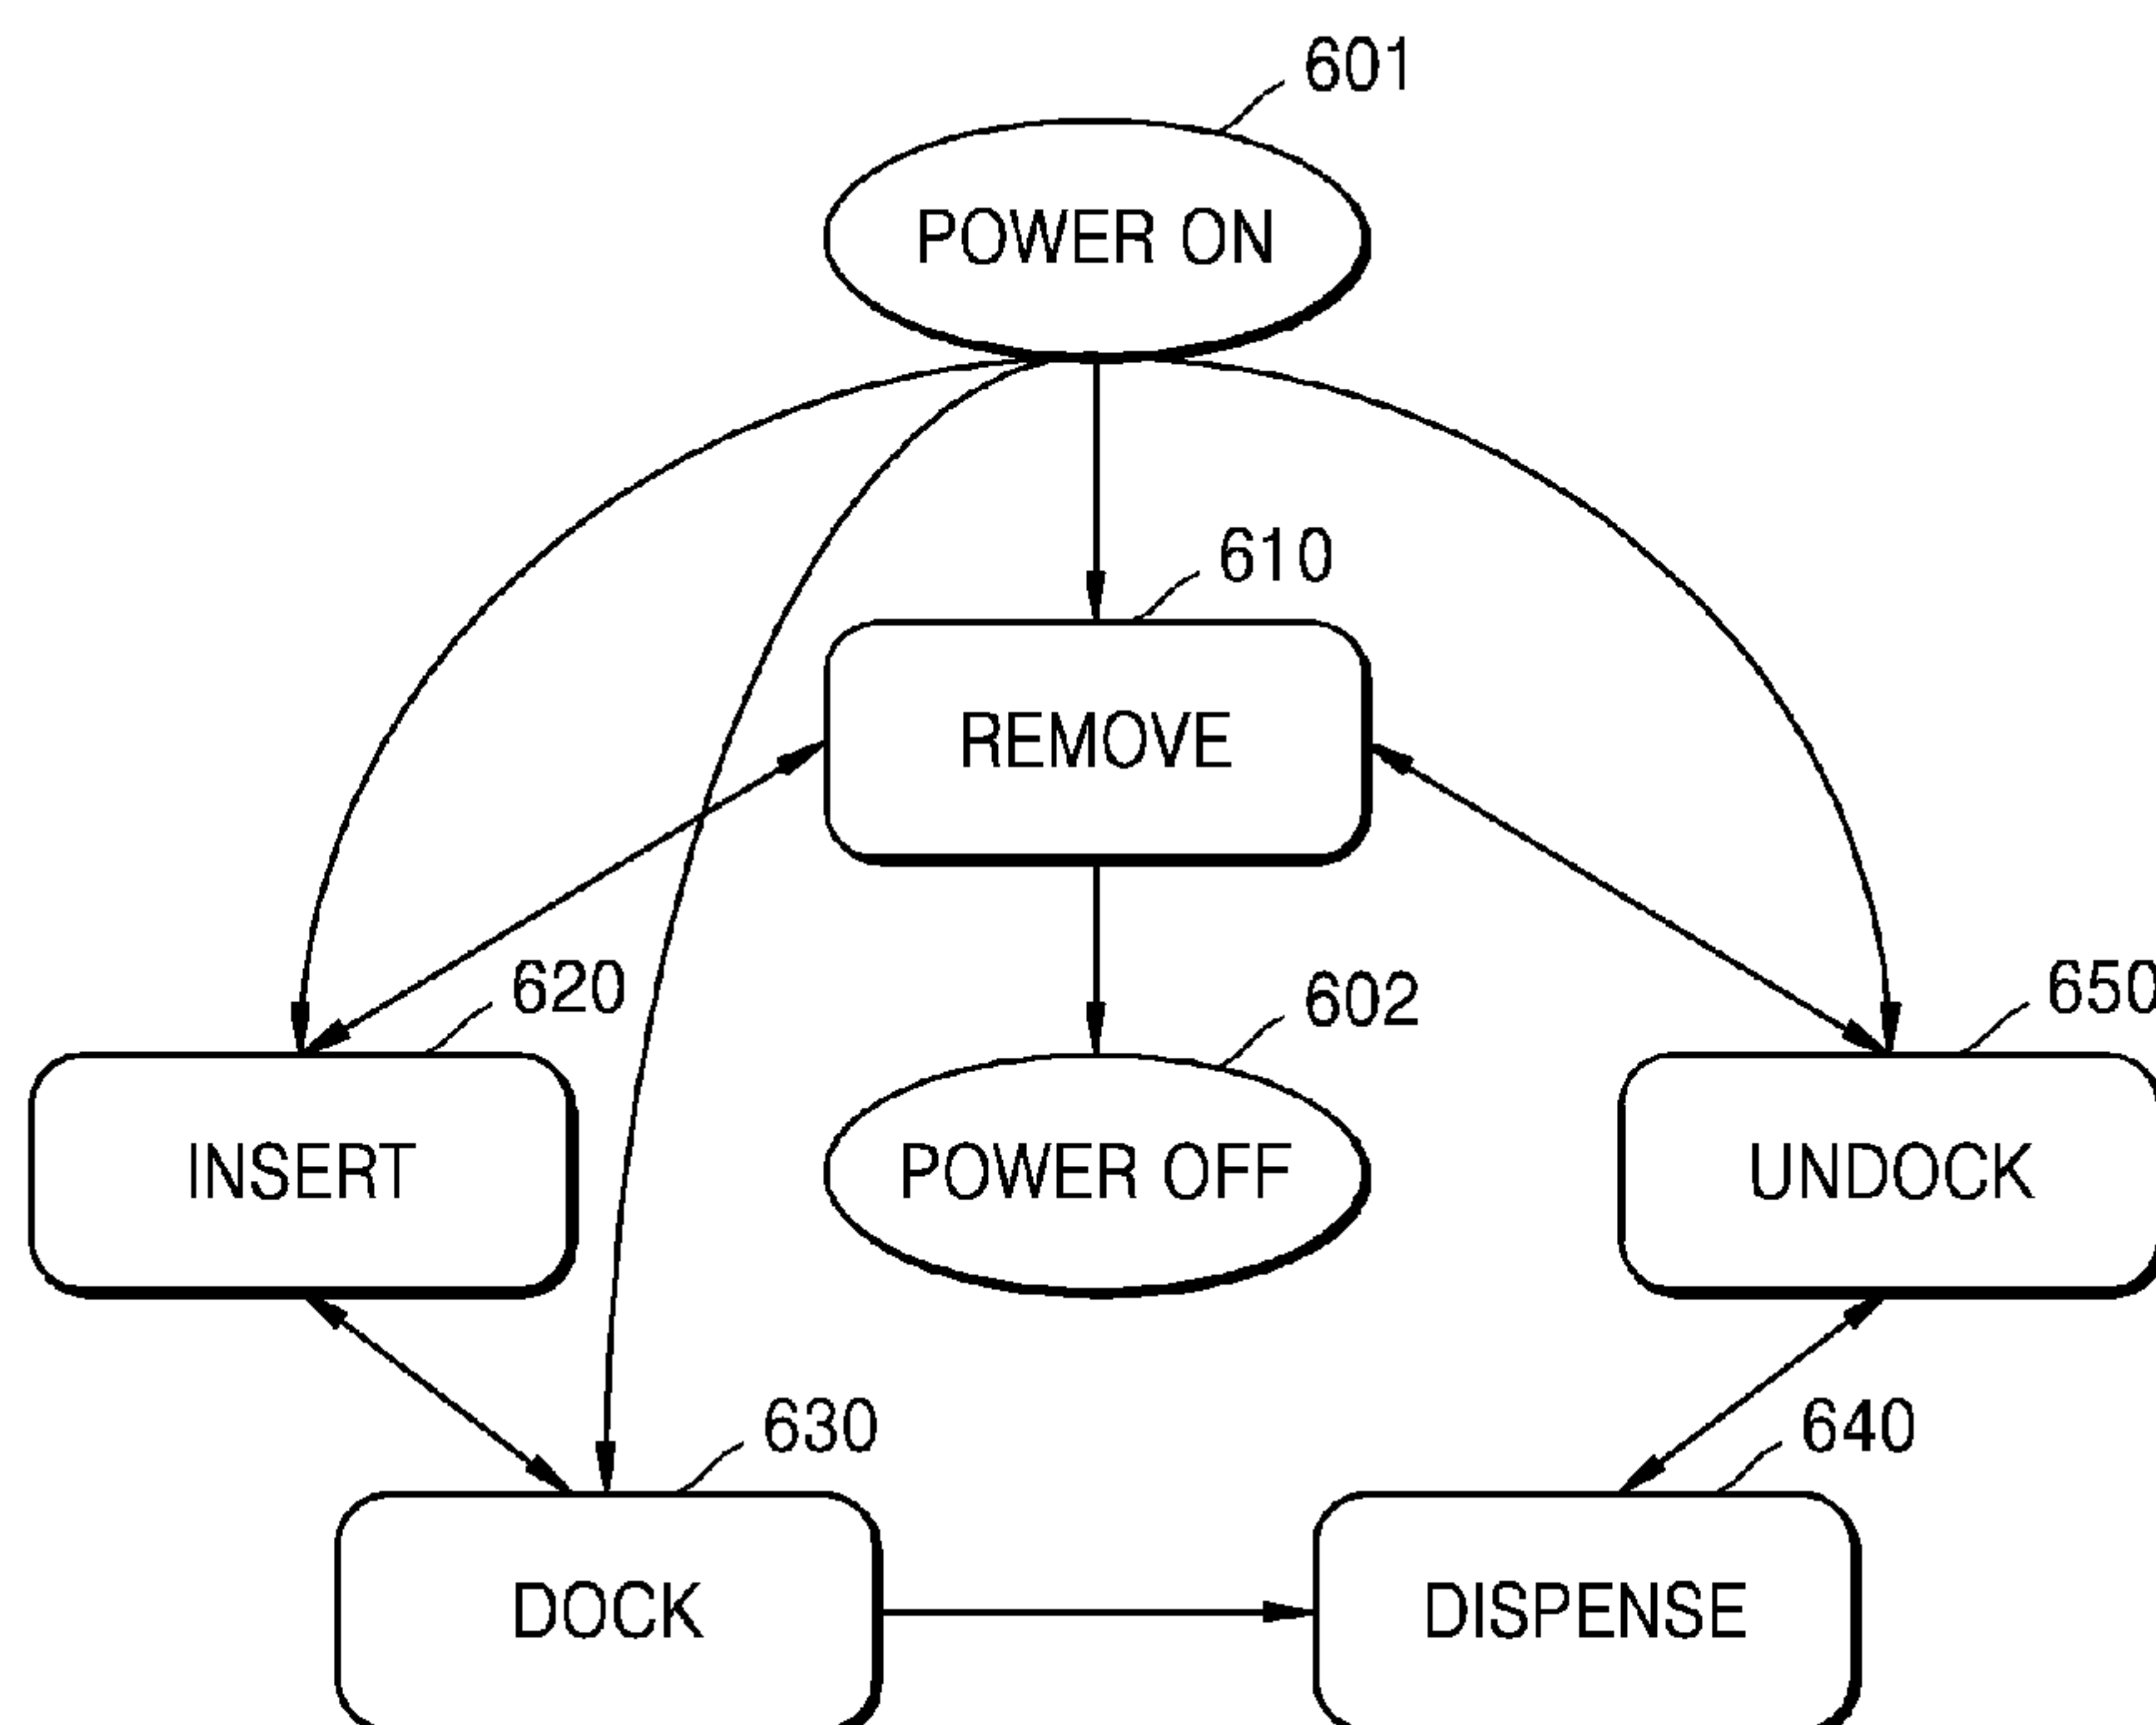 601
POWER ON
610
REMOVE
620
602
650
INSERT
POWER OFF
UNDOCK
630
640
DOCK
DISPENSE